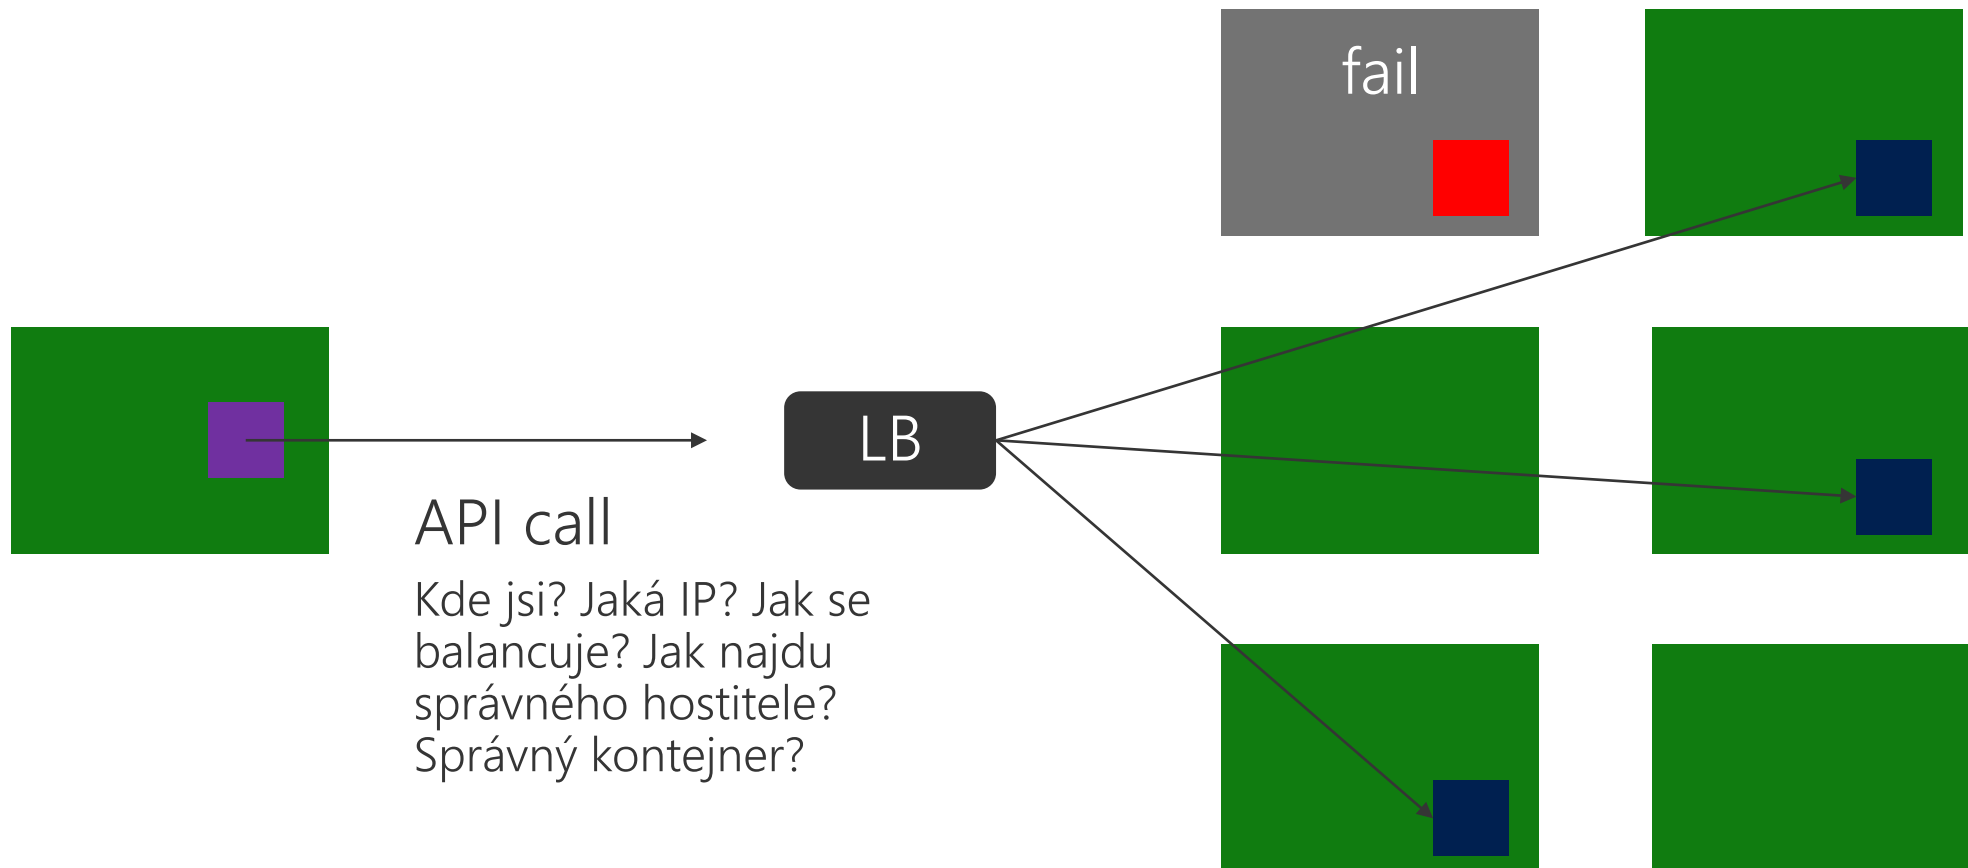 fail
LB
API call
Kde jsi? Jaká IP? Jak se
balancuje? Jak najdu
správného hostitele?
Správný kontejner?